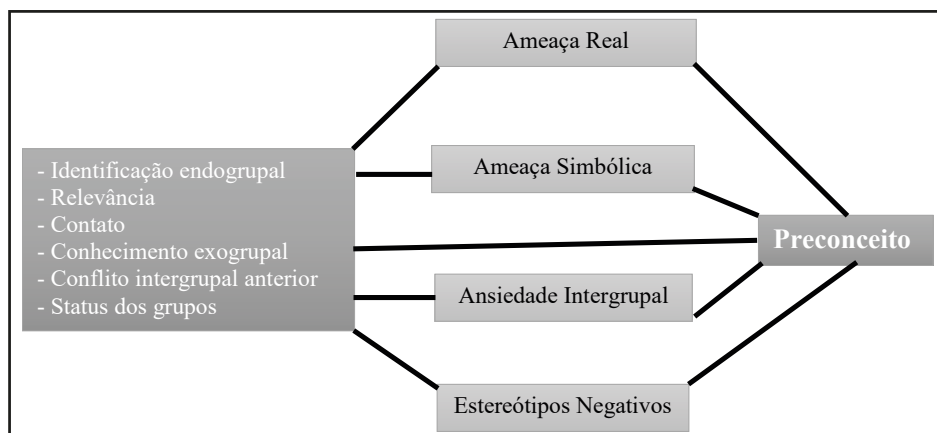 Ameaça Real
- Identificação endogrupal
- Relevância
- Contato
- Conhecimento exogrupal
- Conflito intergrupal anterior
- Status dos grupos
Ameaça Simbólica
Preconceito
Ansiedade Intergrupal
Estereótipos Negativos